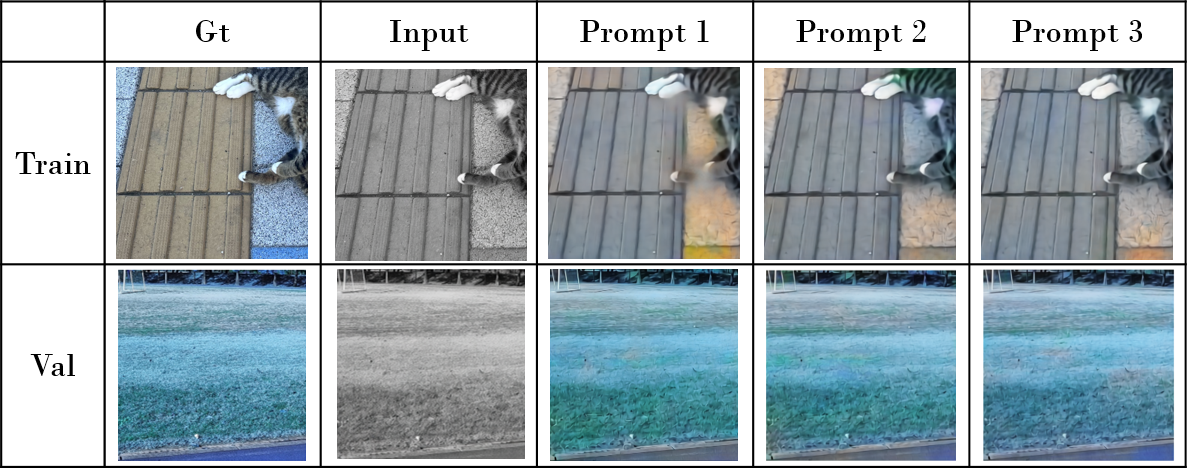 Gt Input Prompt 1 Prompt 2 Prompt 3
Train
Val